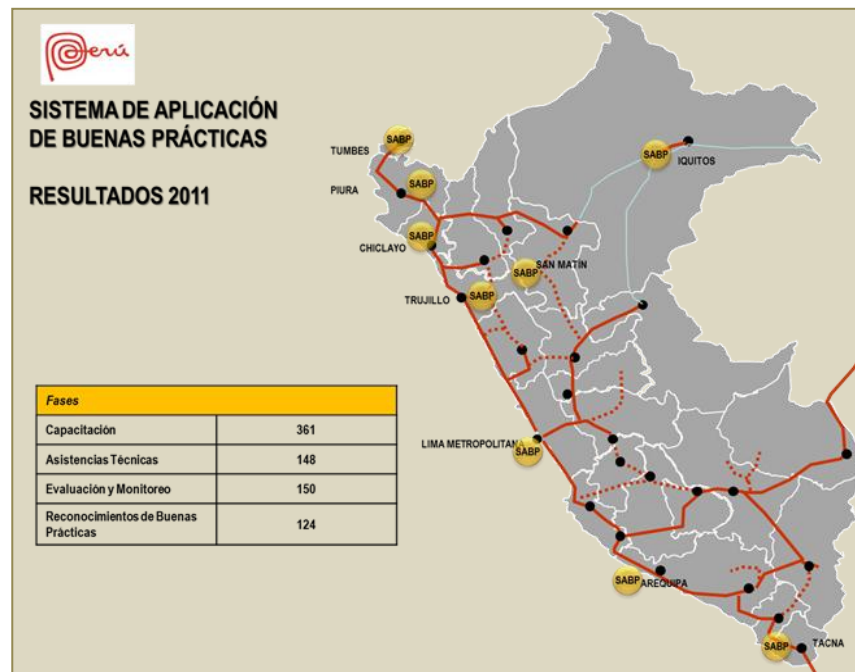 Perú
SISTEMA DE APLICACIÓN
DE BUENAS PRÁCTICAS
RESULTADOS 2011
SABP
TUMBES
SABP
IQUITOS
SABP
PIURA
SABP
CHICLAYO
SABP
SAN MATÍN
SABP
TRUJILLO
Fases
Capacitación 361
Asistencias Técnicas 148
Evaluación y Monitoreo 150
Reconocimientos de Buenas
Prácticas 124
LIMA METROPOLITANA
SABP
SABP
AREQUIPA
SABP
TACNA